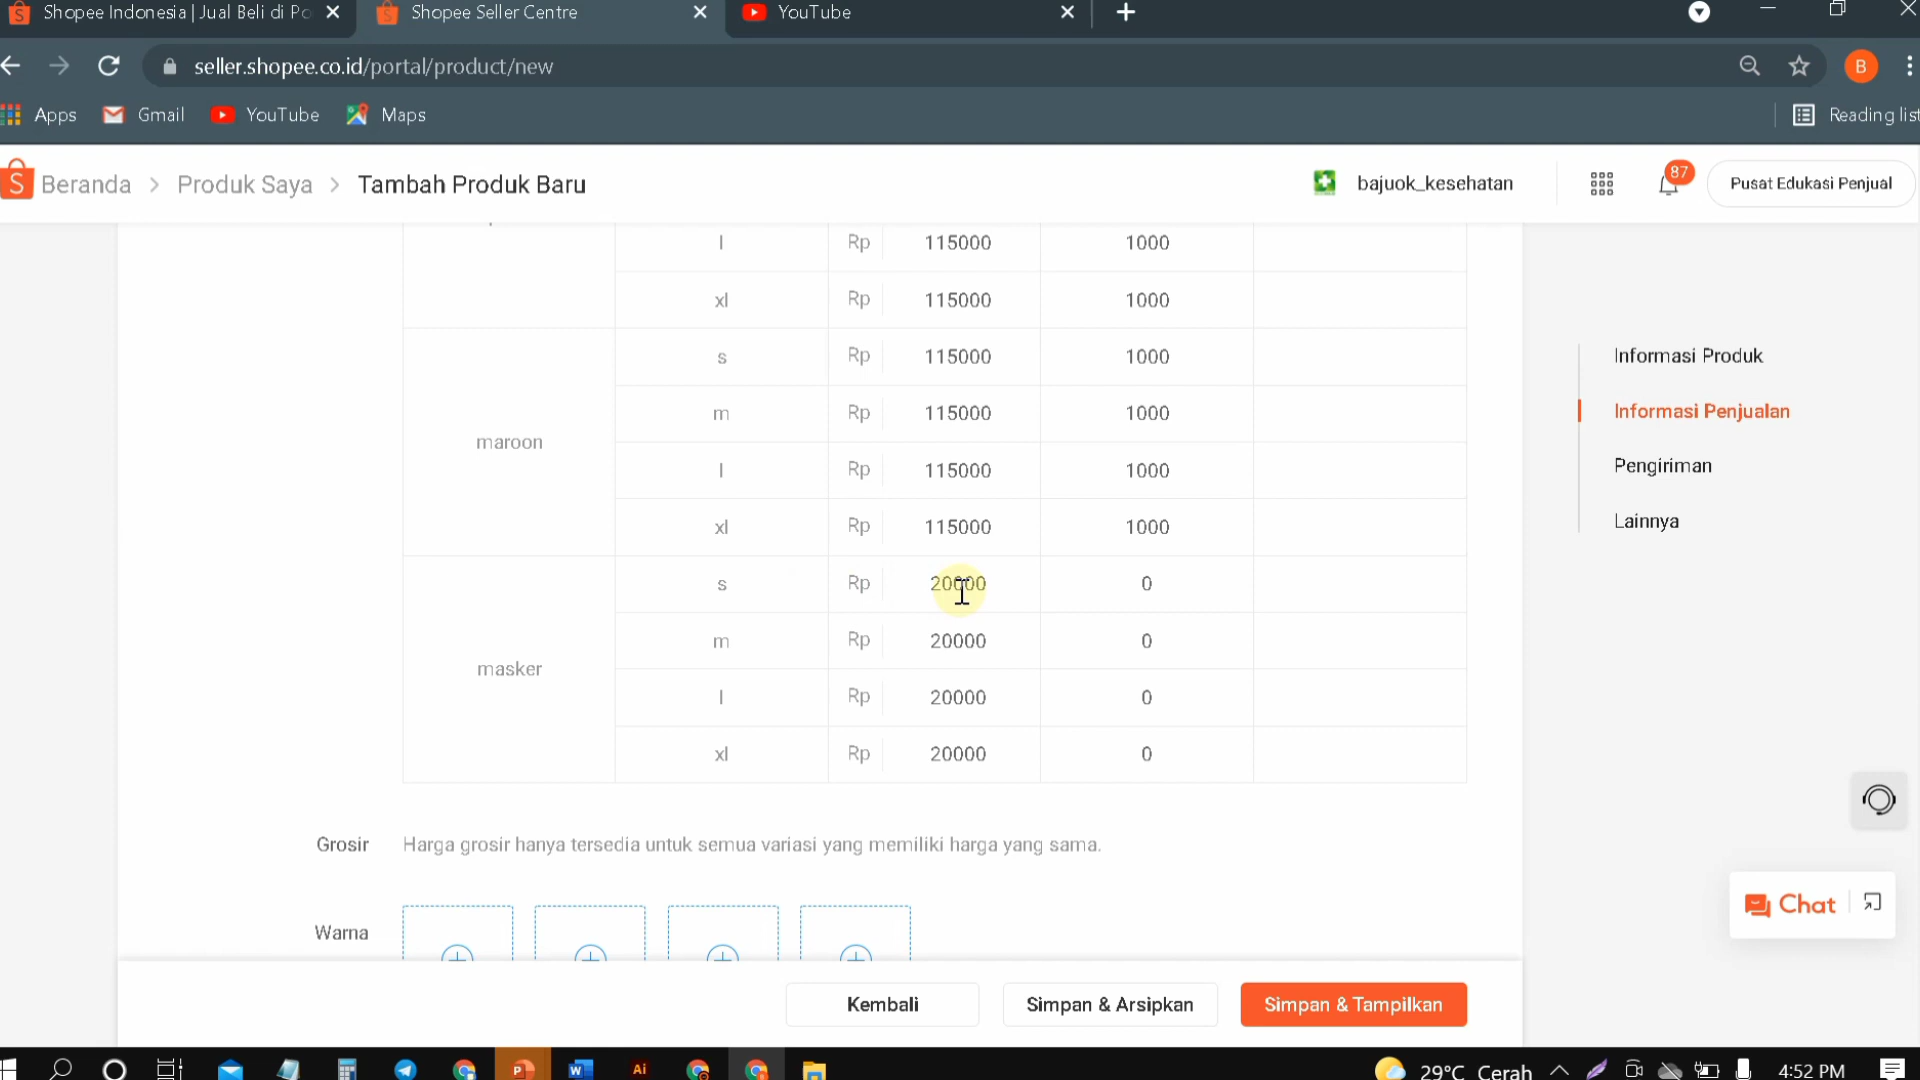 Shopee Indonesia | Jual Beli di Po
Shopee Seller Centre
YouTube
seller.shopee.co.id/portal/product/new
B
Apps
Gmail
YouTube
Maps
Reading list
Beranda > Produk Saya > Tambah Produk Baru
bajuok_kesehatan
87
Pusat Edukasi Penjual
l Rp 115000 1000
xl Rp 115000 1000
maroon
s Rp 115000 1000
m Rp 115000 1000
l Rp 115000 1000
xl Rp 115000 1000
masker
s Rp 20000 0
m Rp 20000 0
l Rp 20000 0
xl Rp 20000 0
Informasi Produk
Informasi Penjualan
Pengiriman
Lainnya
Grosir Harga grosir hanya tersedia untuk semua variasi yang memiliki harga yang sama.
Warna
Chat
Kembali
Simpan & Arsipkan
Simpan & Tampilkan
29°C Cerah
4:52 PM